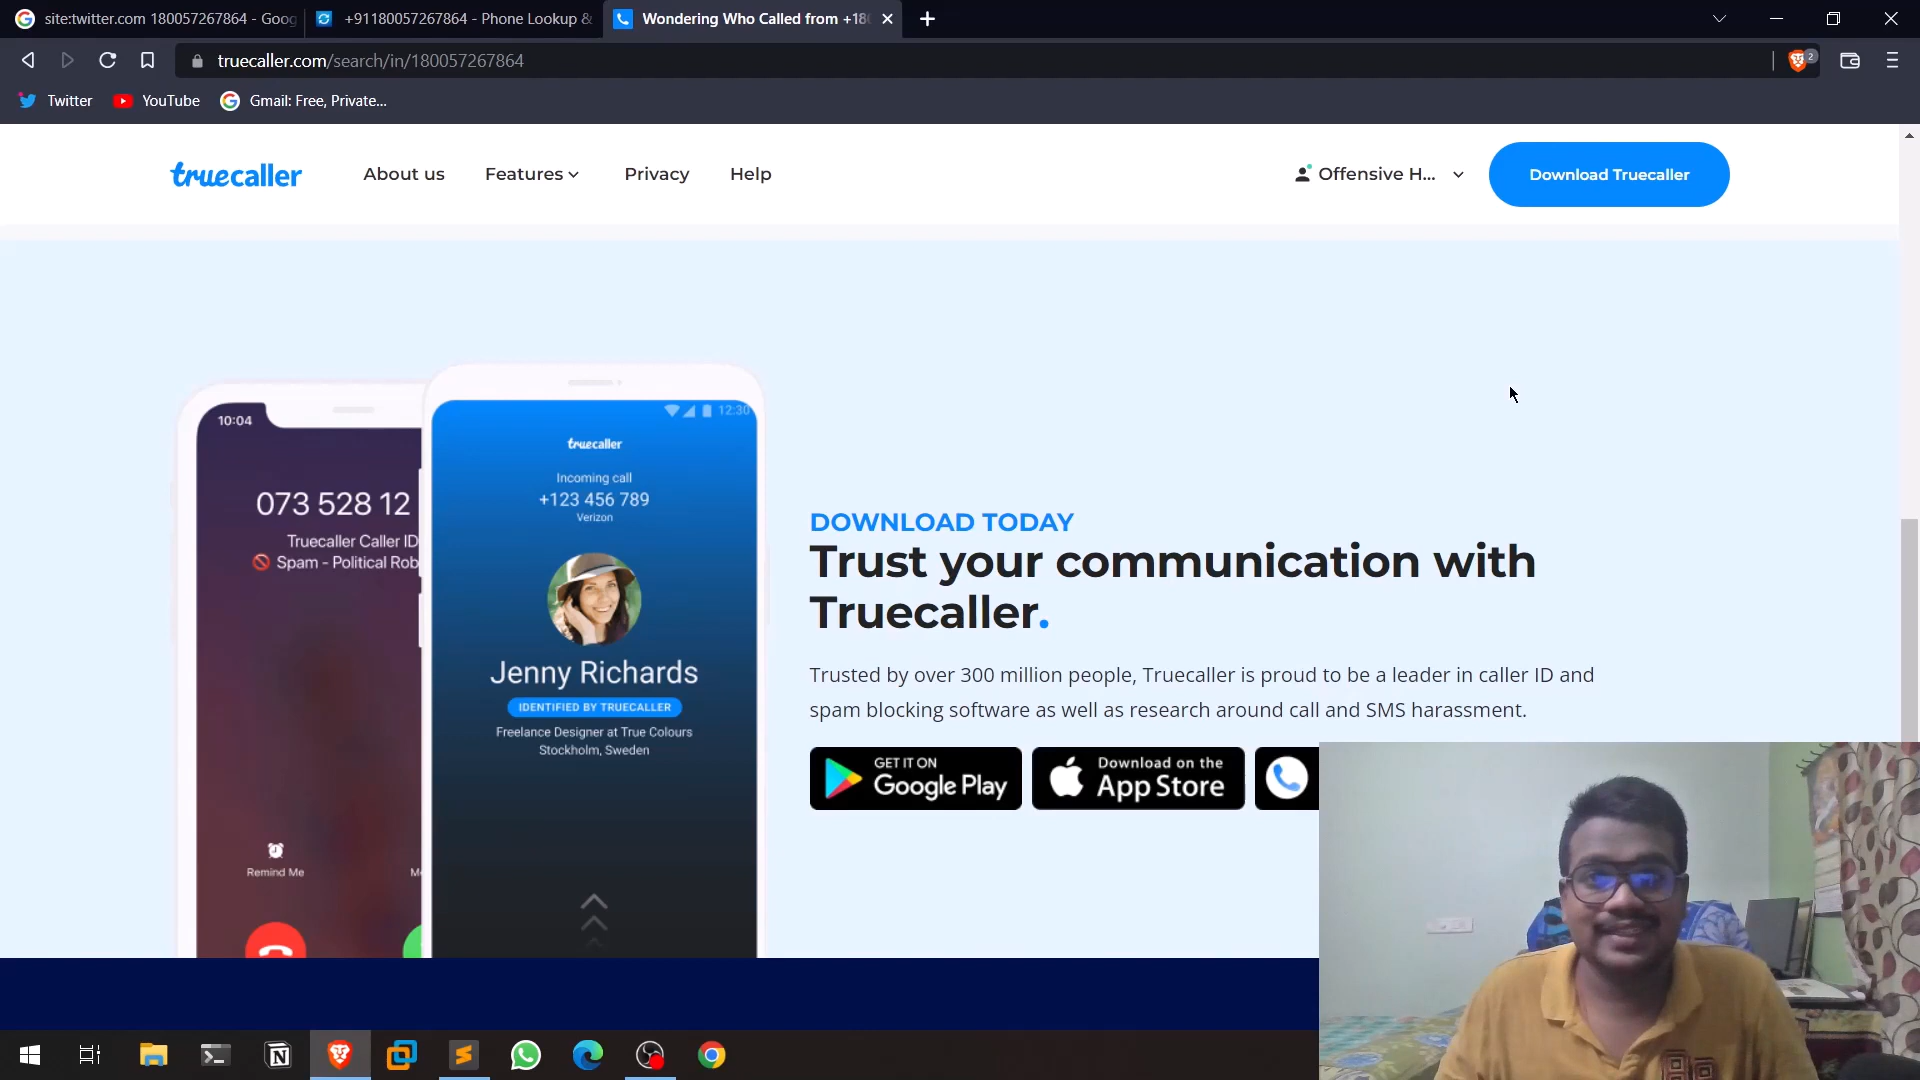 site:twitter.com 180057267864 - Goog
+91180057267864 - Phone Lookup &
Wondering Who Called from +180
truecaller.com/search/in/180057267864
2
Twitter
YouTube
Gmail: Free, Private...
truecaller
About us
Features
Privacy
Help
Offensive H...
Download Truecaller
10:04
073 528 12
Truecaller Caller ID
Spam - Political Rob
Remind Me
12:30
truecaller
Incoming call
+123 456 789
Verizon
Jenny Richards
IDENTIFIED BY TRUECALLER
Freelance Designer at True Colours
Stockholm, Sweden
DOWNLOAD TODAY
Trust your communication with
Truecaller.
Trusted by over 300 million people, Truecaller is proud to be a leader in caller ID and
spam blocking software as well as research around call and SMS harassment.
GET IT ON
Google Play
Download on the
App Store